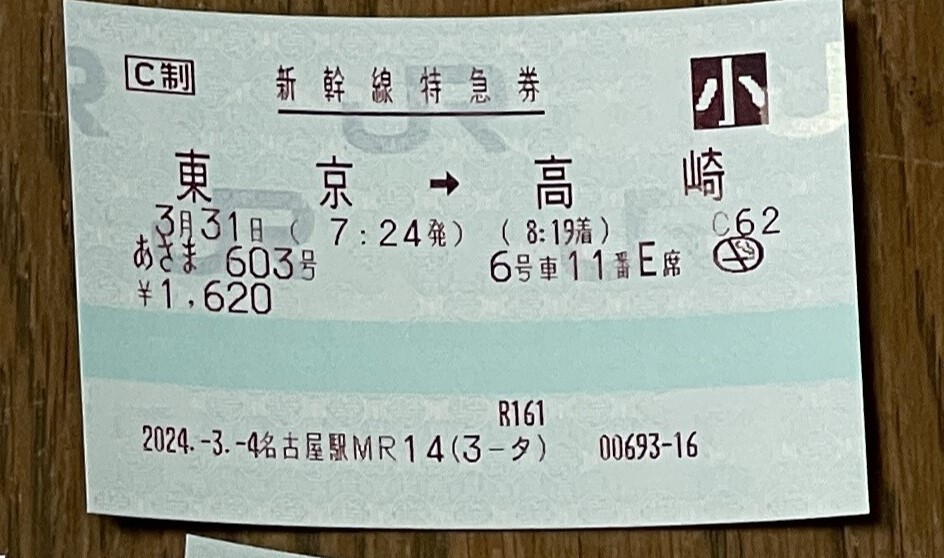 C制 新幹線特急券 小
東京 → 高崎
3月31日 ( 7:24発) ( 8:19着) C62
あさま 603号 6号車11番E席
¥1,620
R161
2024.-3.-4名古屋駅MR14(3-タ) 00693-16